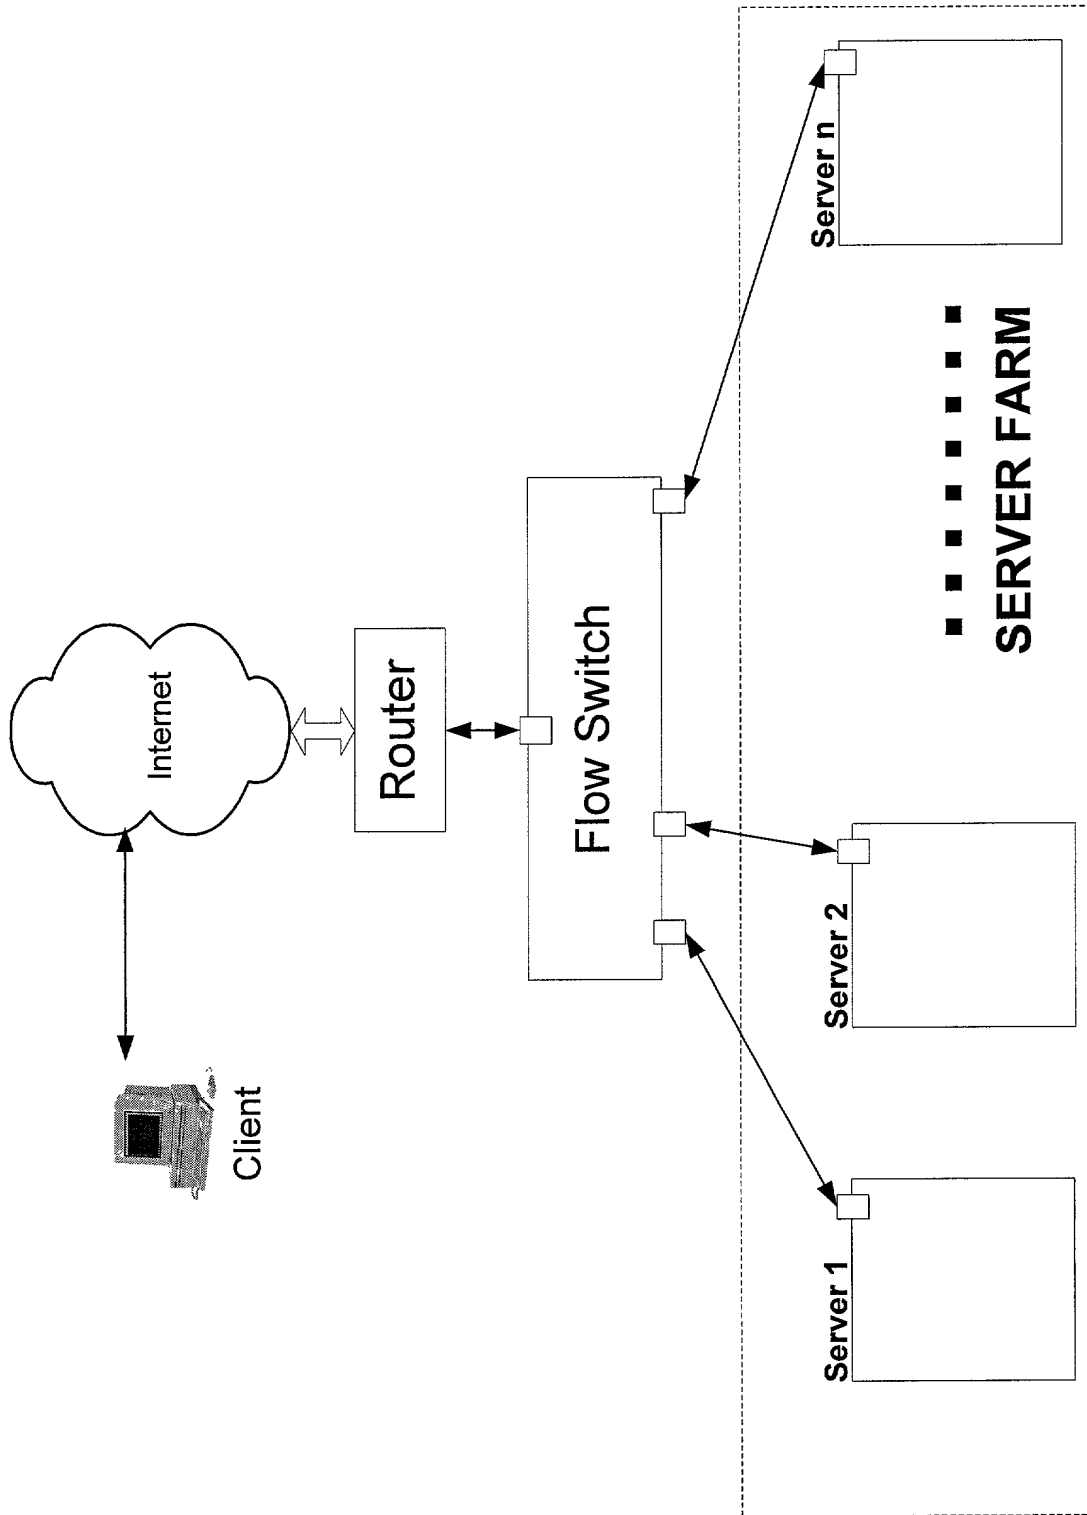 Client
Internet
Router
Flow Switch
Server 1
Server 2
Server n
SERVER FARM